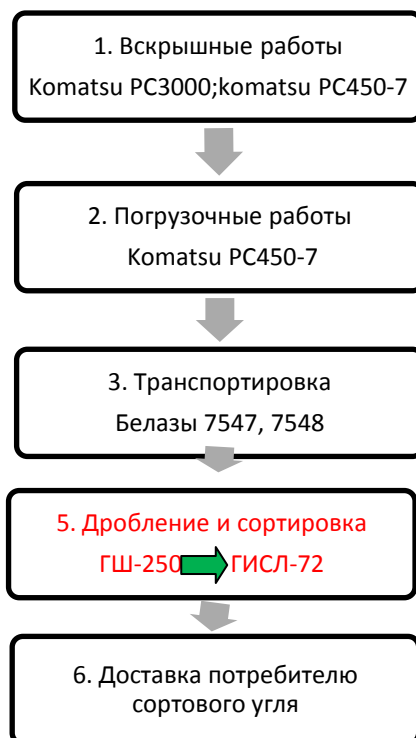 1. Вскрышные работы
Komatsu PC3000;komatsu PC450-7
2. Погрузочные работы
Komatsu PC450-7
3. Транспортировка
Белазы 7547, 7548
5. Дробление и сортировка
ГШ-250 ГИСЛ-72
6. Доставка потребителю
сортового угля